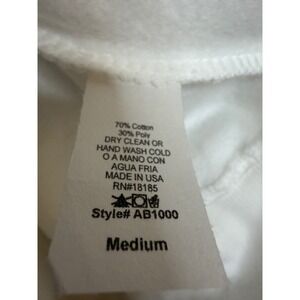 70% Cotton
30% Poly
DRY CLEAN OR
HAND WASH COLD
O A MANO CON
AGUA FRIA
MADE IN USA
RN#18185
Style# AB1000
Medium